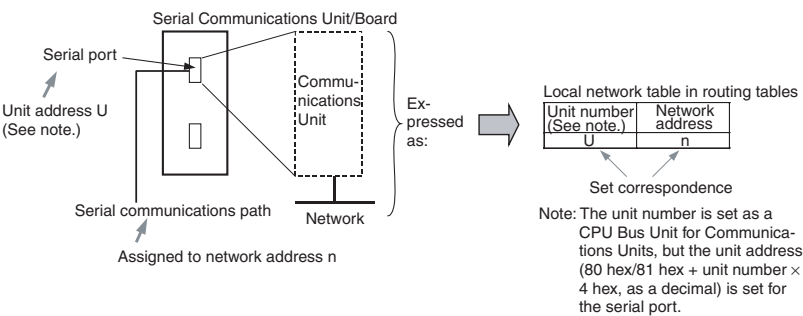 Serial Communications Unit/Board
Serial port
Unit address U
(See note.)
Commu-
nications
Unit
Ex-
pressed
as:
Serial communications path
Network
Assigned to network address n
Local network table in routing tables
Unit number
(See note.)
Network
address
U
n
Set correspondence
Note: The unit number is set as a
CPU Bus Unit for Communica-
tions Units, but the unit address
(80 hex/81 hex + unit number ×
4 hex, as a decimal) is set for
the serial port.